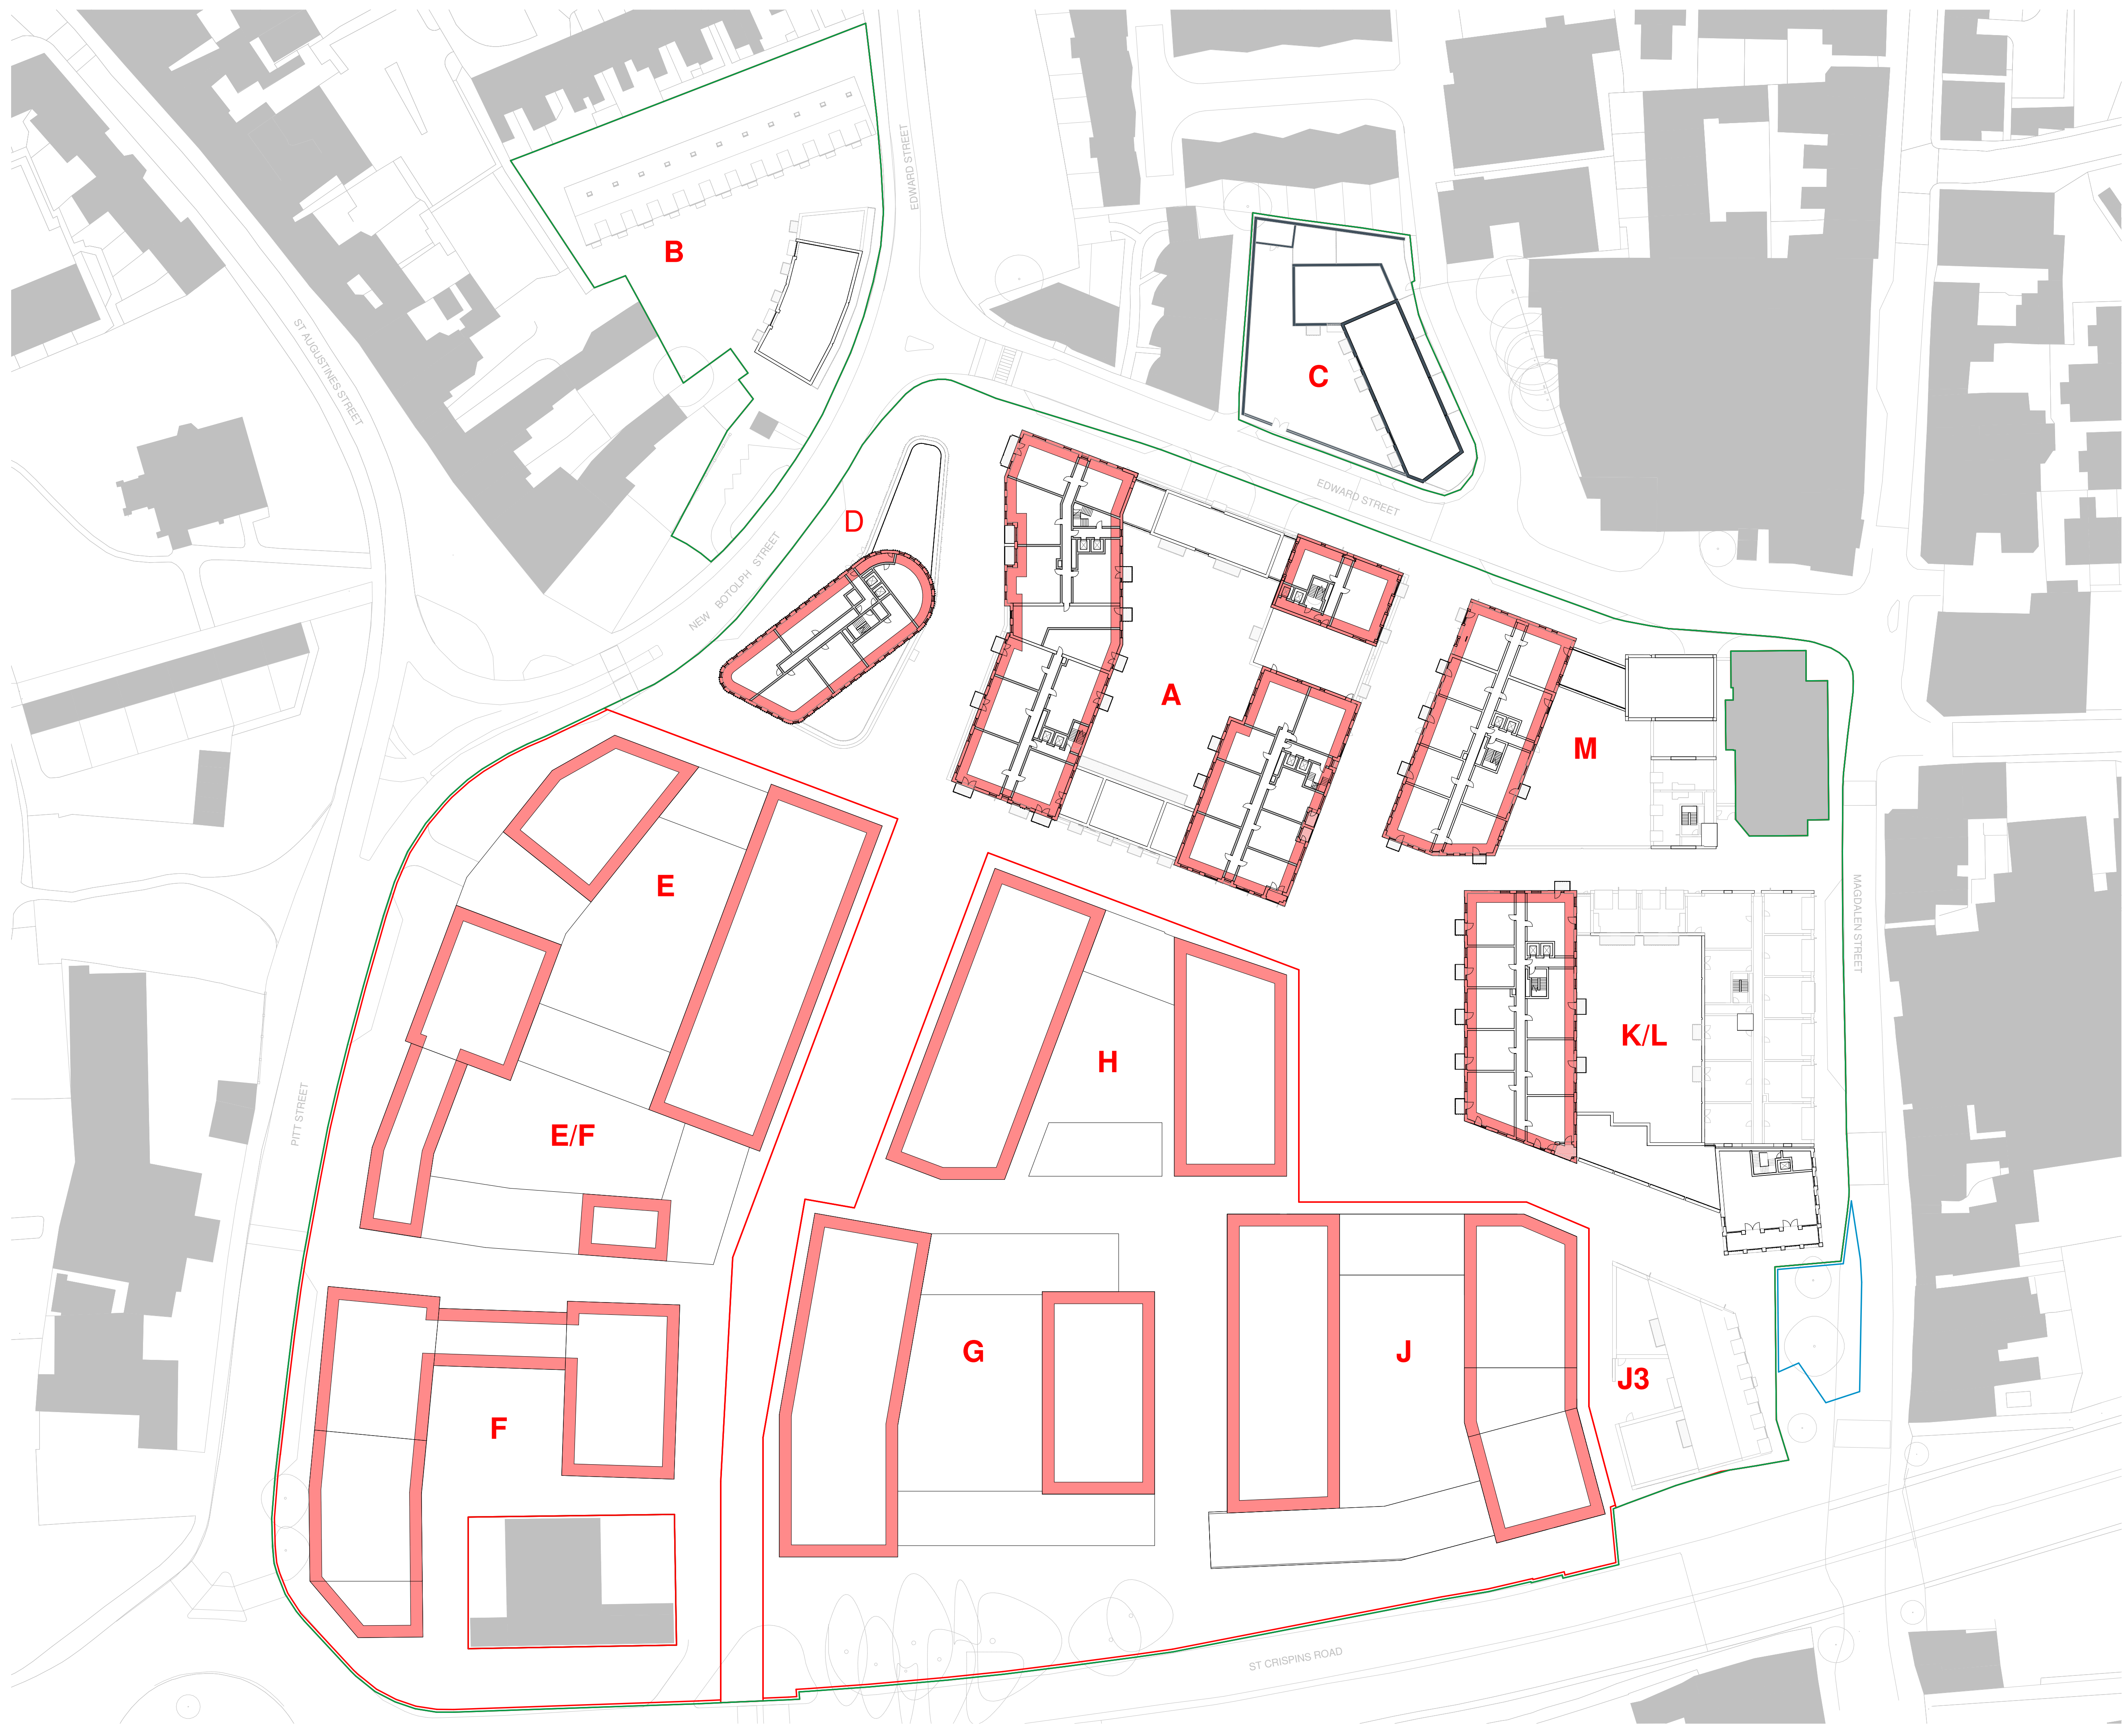 EDWARD STREET
B
ST AUGUSTINES STREET
C
EDWARD STREET
D
NEW BOTOLPH STREET
A
M
E
MAGDALEN STREET
K/L
H
PITT STREET
E/F
G
J
J3
F
ST CRISPINS ROAD